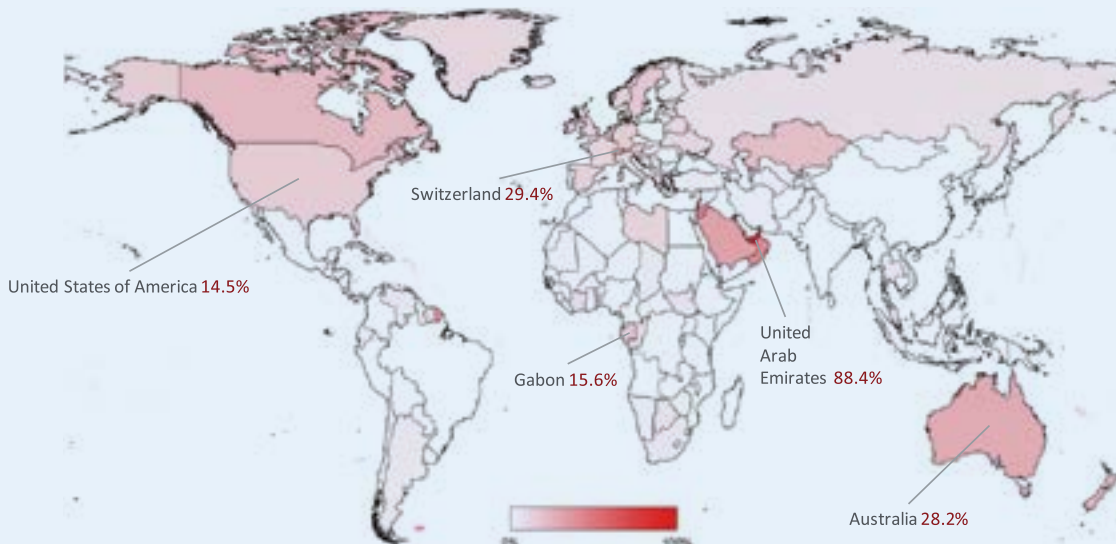 Switzerland 29.4%
United States of America 14.5%
United
Arab
Emirates 88.4%
Gabon 15.6%
Australia 28.2%